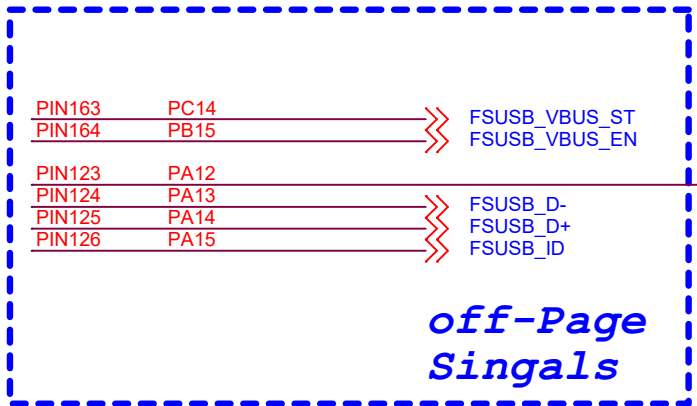 PIN163 PC14 FSUSB_VBUS_ST
PIN164 PB15 FSUSB_VBUS_EN
PIN123 PA12
PIN124 PA13 FSUSB_D-
PIN125 PA14 FSUSB_D+
PIN126 PA15 FSUSB_ID
off-Page
Singals